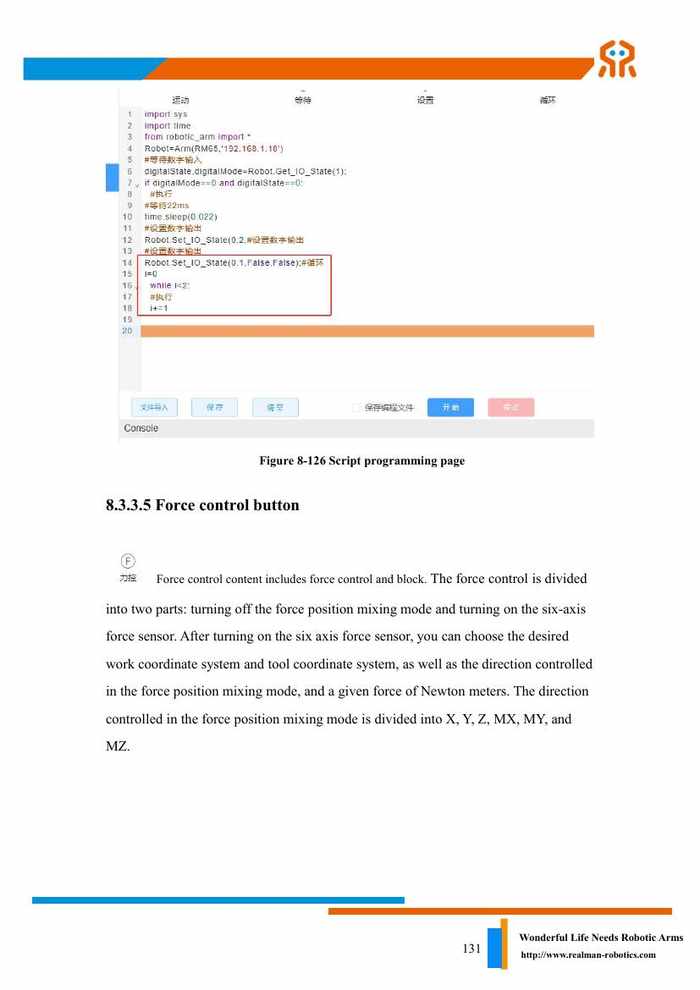 运动 等待 设置 循环
1 import sys
2 import time
3 from robotic_arm import *
4 Robot=Arm(RM65,'192.168.1.18')
5 #等待数字输入
6 digitalState,digitalMode=Robot.Get_IO_State(1);
7 if digitalMode==0 and digitalState==0:
8 #执行
9 #等待22ms
10 time.sleep(0.022)
11 #设置数字输出
12 Robot.Set_IO_State(0,2,#设置数字输出
13 #设置数字输出
14 Robot.Set_IO_State(0,1,False,False);#循环
15 i=0
16 while i<2:
17 #执行
18 i+=1
19
20
文件导入 保存 清空 保存编程文件 开始
Console
Figure 8-126 Script programming page
8.3.3.5 Force control button
F
力控 Force control content includes force control and block. The force control is divided
into two parts: turning off the force position mixing mode and turning on the six-axis
force sensor. After turning on the six axis force sensor, you can choose the desired
work coordinate system and tool coordinate system, as well as the direction controlled
in the force position mixing mode, and a given force of Newton meters. The direction
controlled in the force position mixing mode is divided into X, Y, Z, MX, MY, and
MZ.
131
Wonderful Life Needs Robotic Arms
http://www.realman-robotics.com